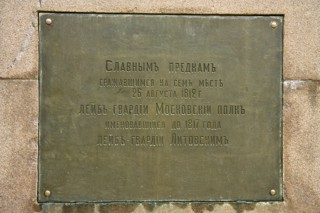 Славнымъ предкамъ
сражавшимся на семъ мѣстѣ
26 августа 1812 г.
лейбъ гвардіи Московскій полкъ
именовавшійся до 1817 года
лейбъ гвардіи Литовскимъ